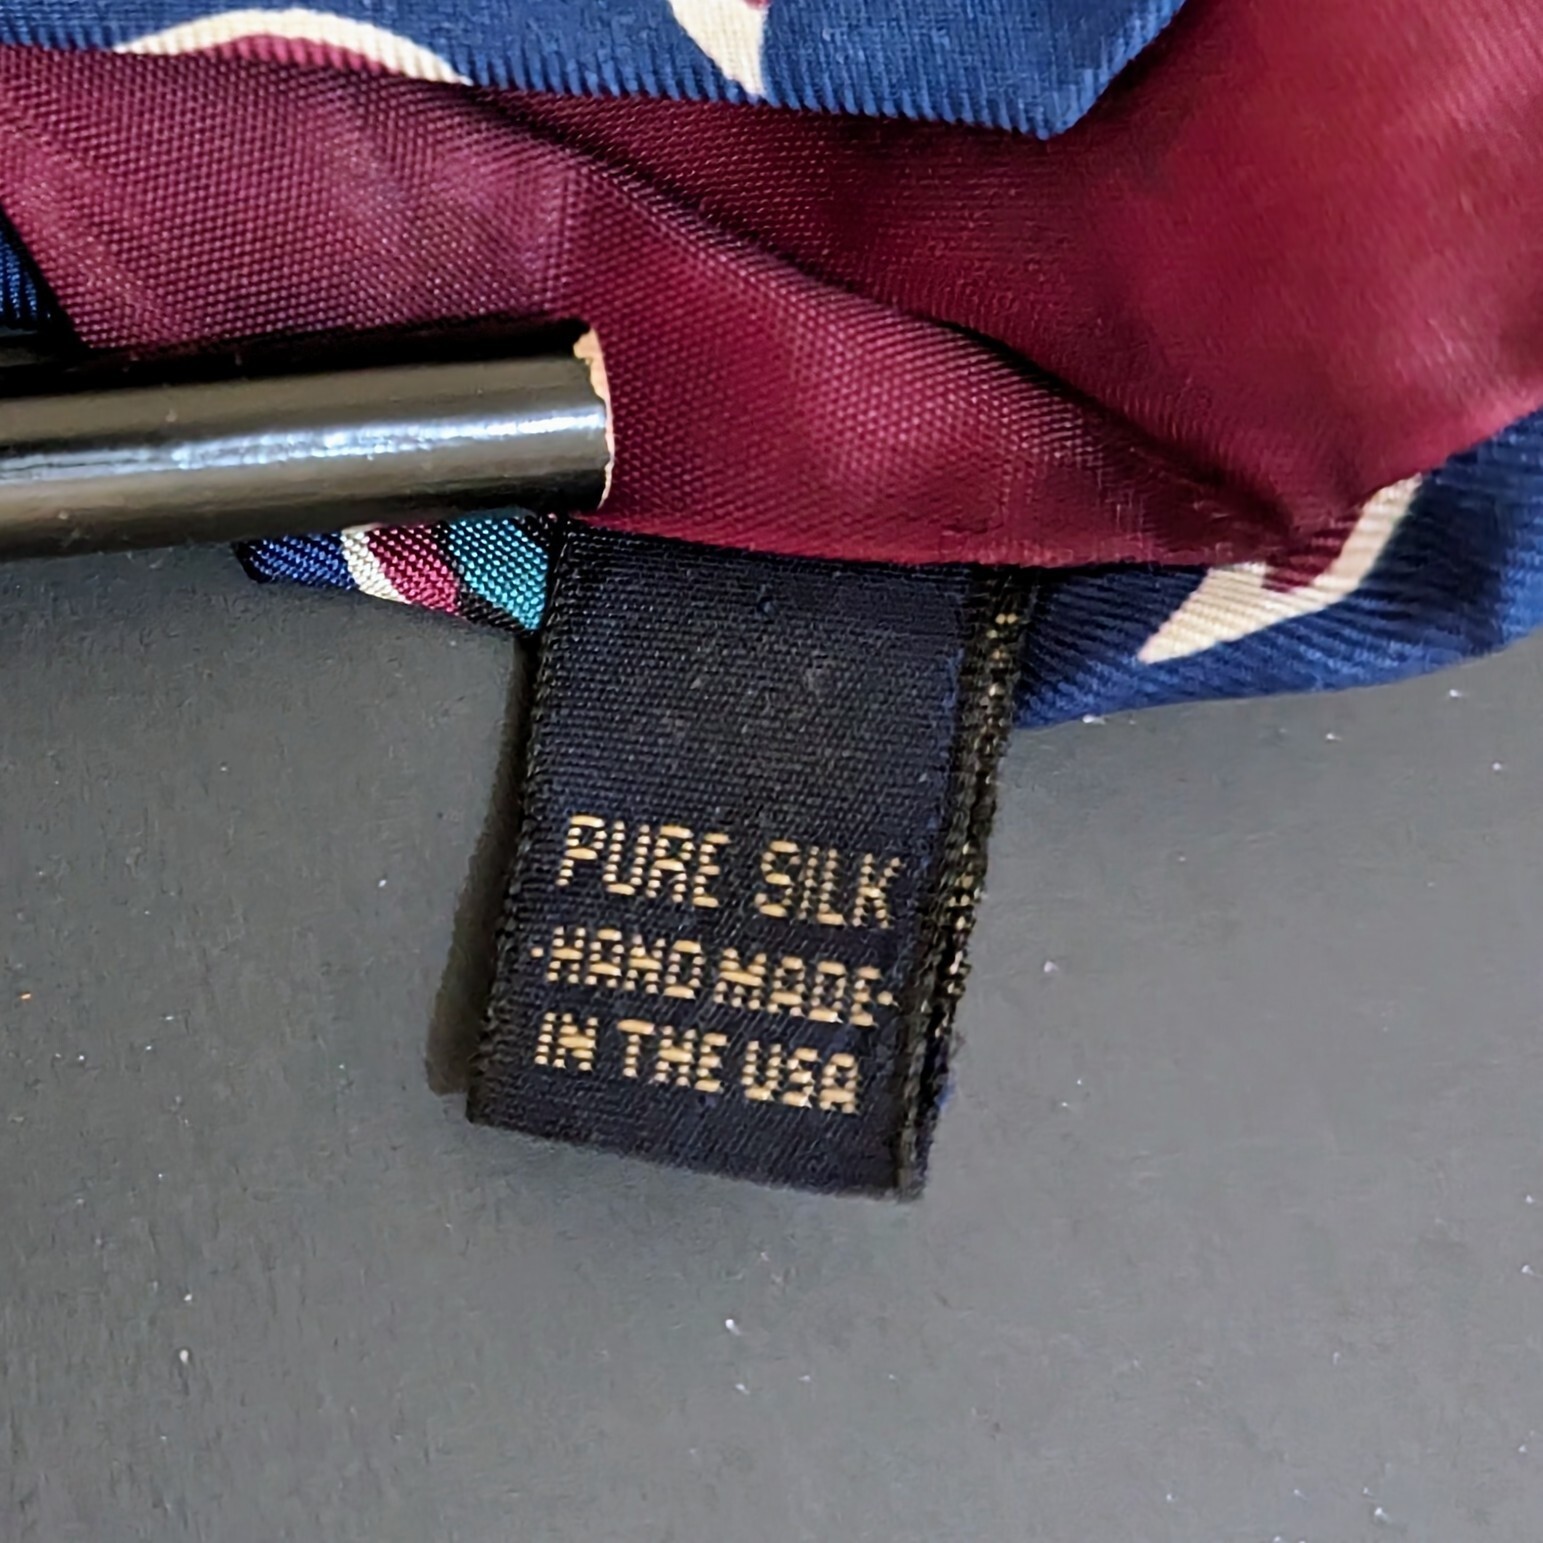 PURE SILK
·HAND MADE·
IN THE USA